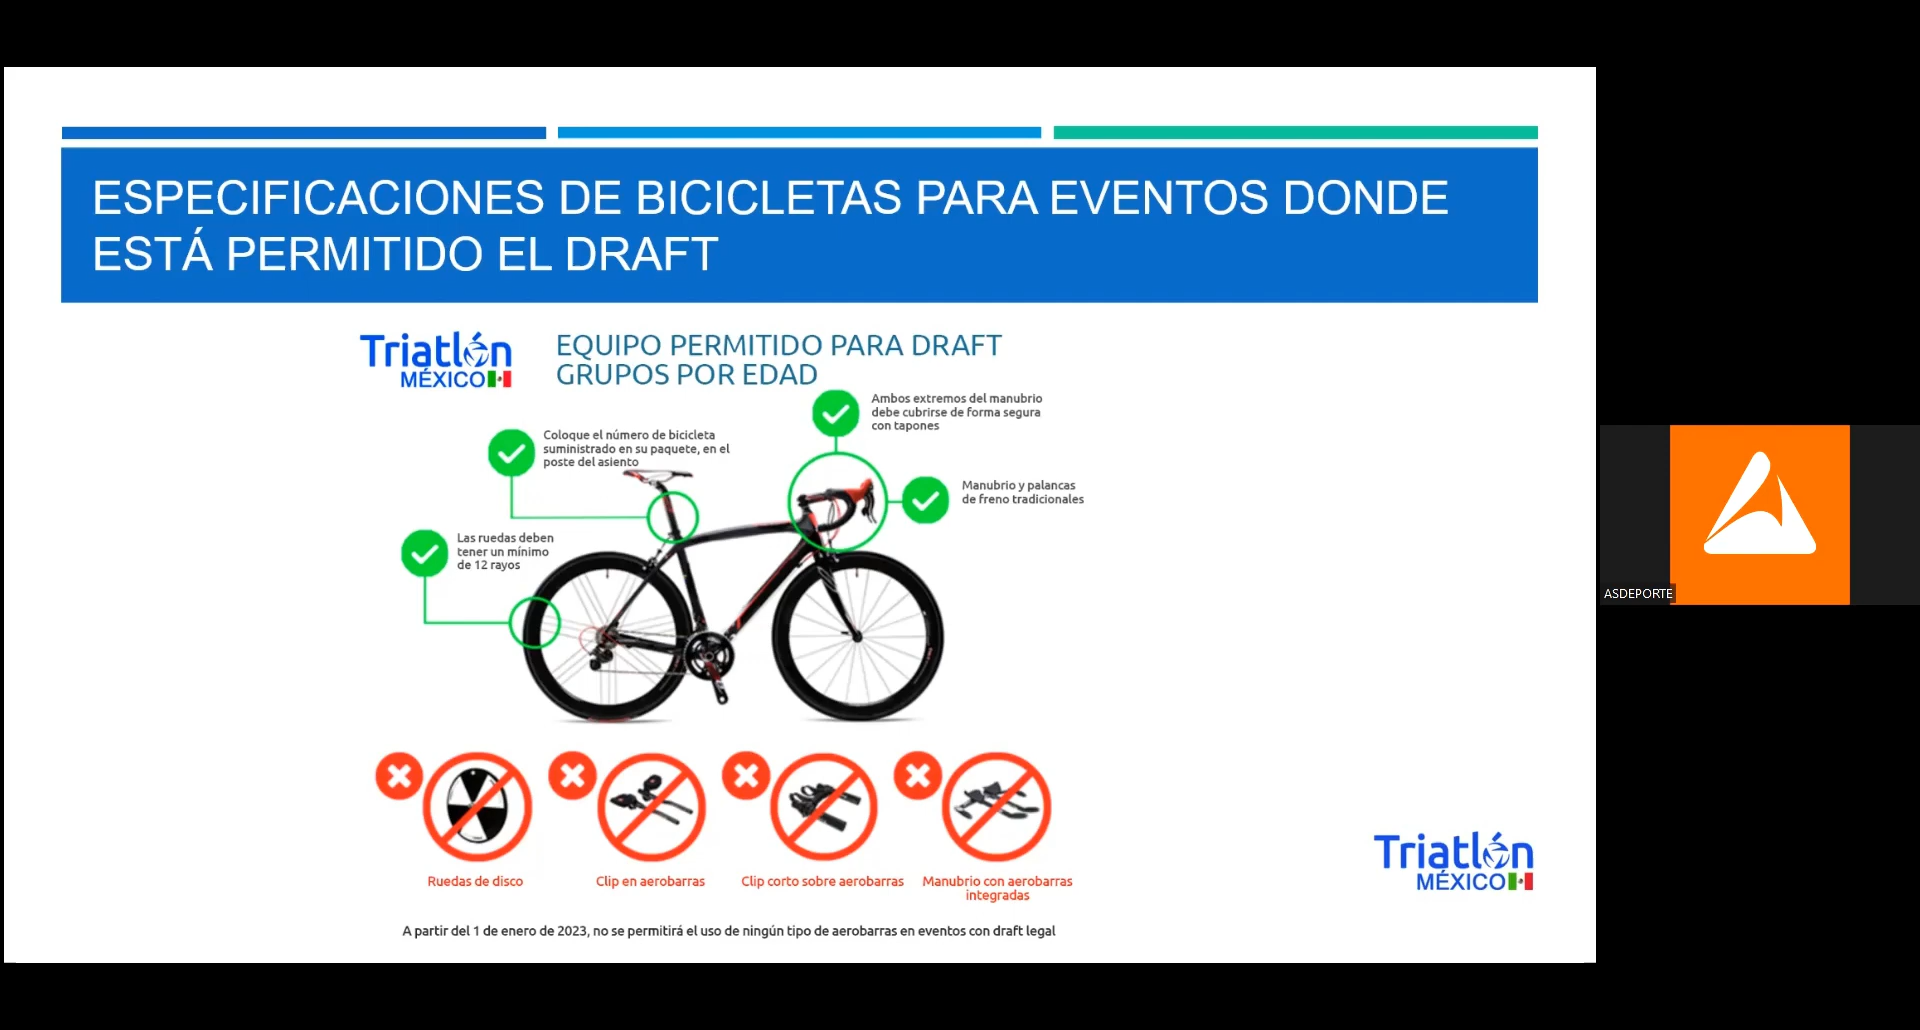 ESPECIFICACIONES DE BICICLETAS PARA EVENTOS DONDE
ESTÁ PERMITIDO EL DRAFT
Triatlón
MÉXICO
EQUIPO PERMITIDO PARA DRAFT
GRUPOS POR EDAD
Ambos extremos del manubrio
debe cubrirse de forma segura
con tapones
Coloque el número de bicicleta
suministrado en su paquete, en el
poste del asiento
Manubrio y palancas
de freno tradicionales
Las ruedas deben
tener un mínimo
de 12 rayos
ASDEPORTE
Ruedas de disco
Clip en aerobarras
Clip corto sobre aerobarras
Manubrio con aerobarras
integradas
Triatlón
MÉXICO
A partir del 1 de enero de 2023, no se permitirá el uso de ningún tipo de aerobarras en eventos con draft legal